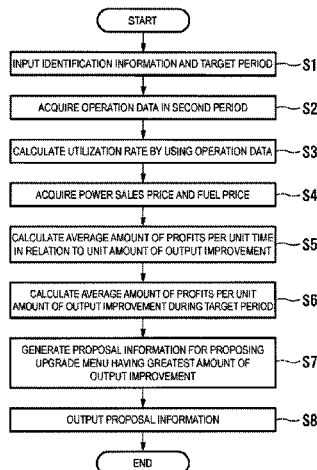 START
INPUT IDENTIFICATION INFORMATION AND TARGET PERIOD
S1
ACQUIRE OPERATION DATA IN SECOND PERIOD
S2
CALCULATE UTILIZATION RATE BY USING OPERATION DATA
S3
ACQUIRE POWER SALES PRICE AND FUEL PRICE
S4
CALCULATE AVERAGE AMOUNT OF PROFITS PER UNIT TIME
IN RELATION TO UNIT AMOUNT OF OUTPUT IMPROVEMENT
S5
CALCULATE AVERAGE AMOUNT OF PROFITS PER UNIT
AMOUNT OF OUTPUT IMPROVEMENT DURING TARGET PERIOD
S6
GENERATE PROPOSAL INFORMATION FOR PROPOSING
UPGRADE MENU HAVING GREATEST AMOUNT OF
OUTPUT IMPROVEMENT
S7
OUTPUT PROPOSAL INFORMATION
S8
END